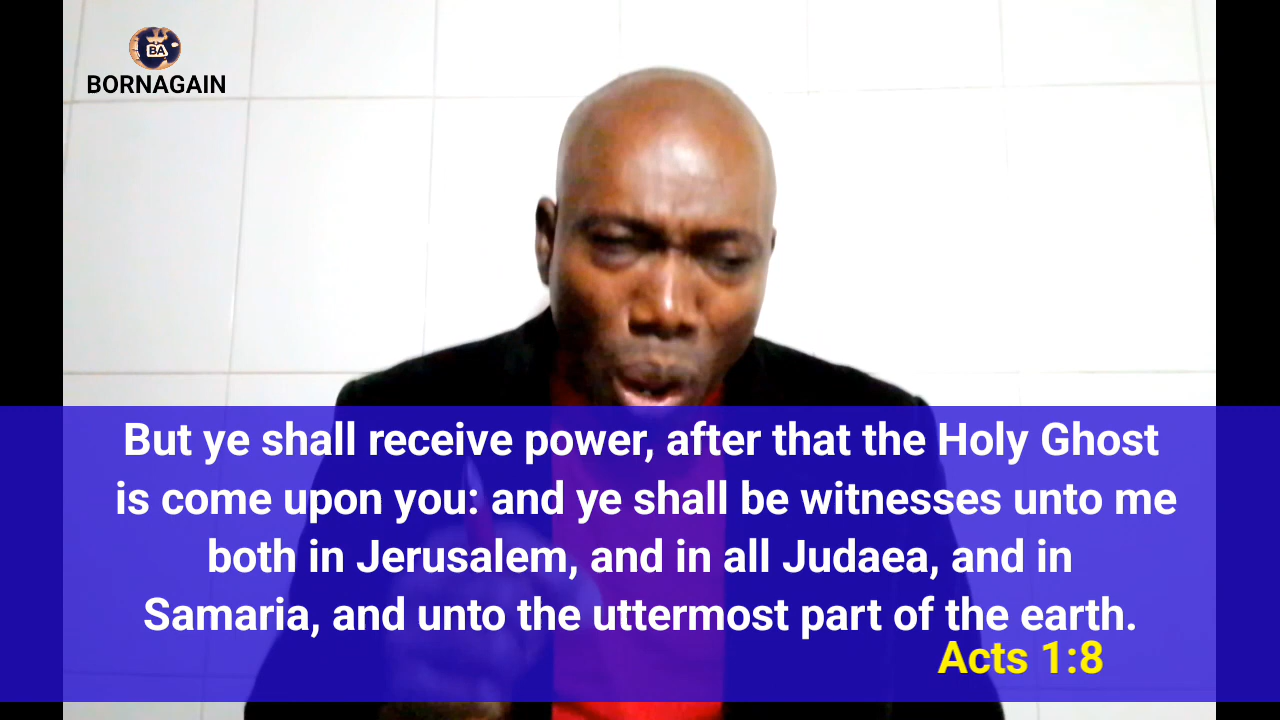 BA
BORNAGAIN
But ye shall receive power, after that the Holy Ghost
is come upon you: and ye shall be witnesses unto me
both in Jerusalem, and in all Judaea, and in
Samaria, and unto the uttermost part of the earth.
Acts 1:8